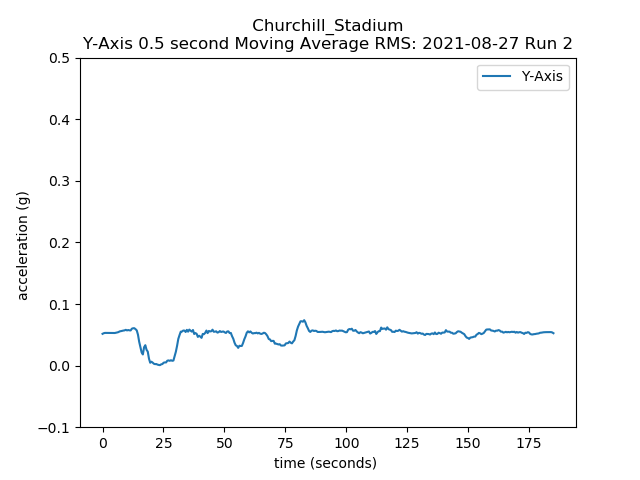 Churchill_Stadium
Y-Axis 0.5 second Moving Average RMS: 2021-08-27 Run 2
Y-Axis
0.5
0.4
0.3
0.2
0.1
0.0
−0.1
acceleration (g)
0 25 50 75 100 125 150 175
time (seconds)